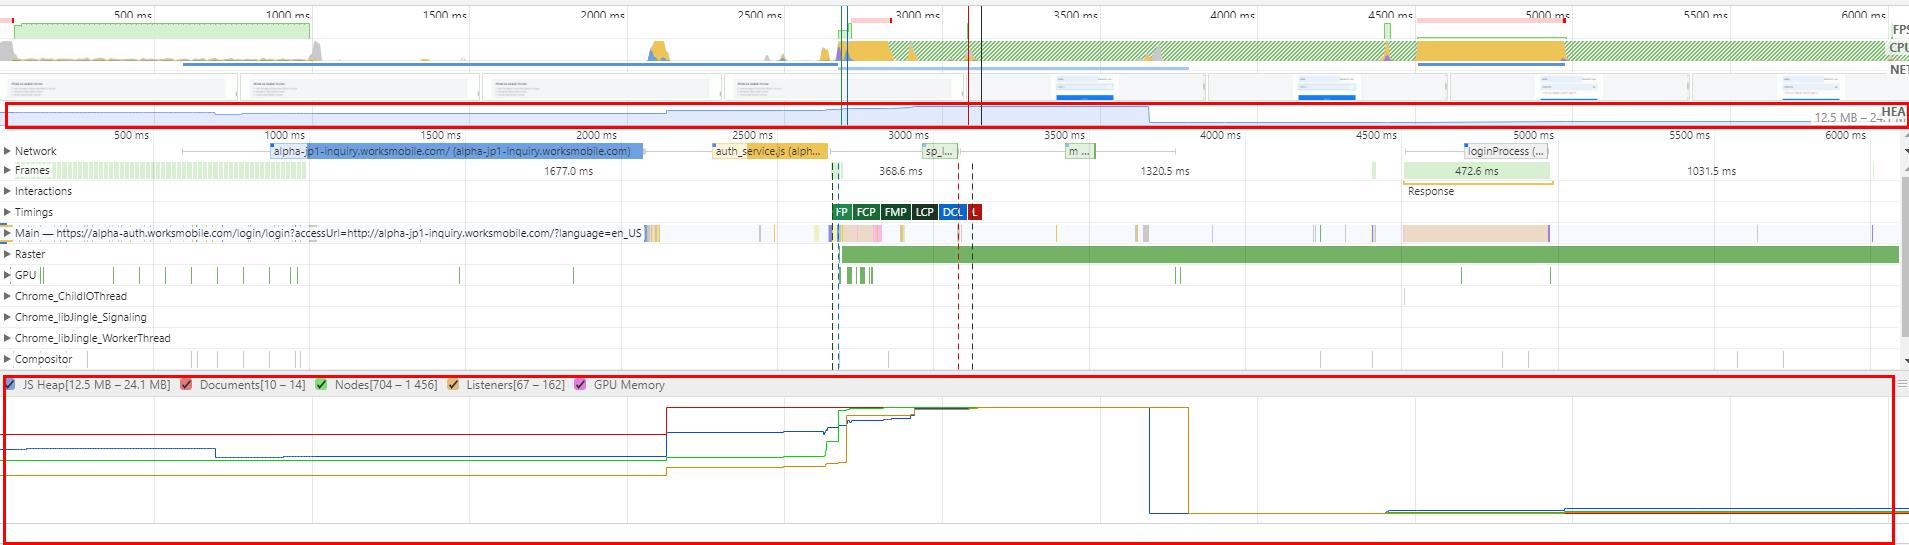 500 ms 1000 ms 1500 ms 2000 ms 2500 ms 3000 ms 3500 ms 4000 ms 4500 ms 5000 ms 5500 ms 6000 ms
FPS
CPU
NET
HEA
12.5 MB – 24.1 M
500 ms 1000 ms 1500 ms 2000 ms 2500 ms 3000 ms 3500 ms 4000 ms 4500 ms 5000 ms 5500 ms 6000 ms
Network alpha-jp1-inquiry.worksmobile.com/ (alpha-jp1-inquiry.worksmobile.com) auth_service.js (alph... sp_l... m ... loginProcess (...
Frames 1677.0 ms 368.6 ms 1320.5 ms 472.6 ms 1031.5 ms
Interactions Response
Timings FP FCP FMP LCP DCL L
Main — https://alpha-auth.worksmobile.com/login/login?accessUrl=http://alpha-jp1-inquiry.worksmobile.com/?language=en_US
Raster
GPU
Chrome_ChildIOThread
Chrome_libJingle_Signaling
Chrome_libJingle_WorkerThread
Compositor
JS Heap[12.5 MB – 24.1 MB] Documents[10 – 14] Nodes[704 – 1 456] Listeners[67 – 162] GPU Memory